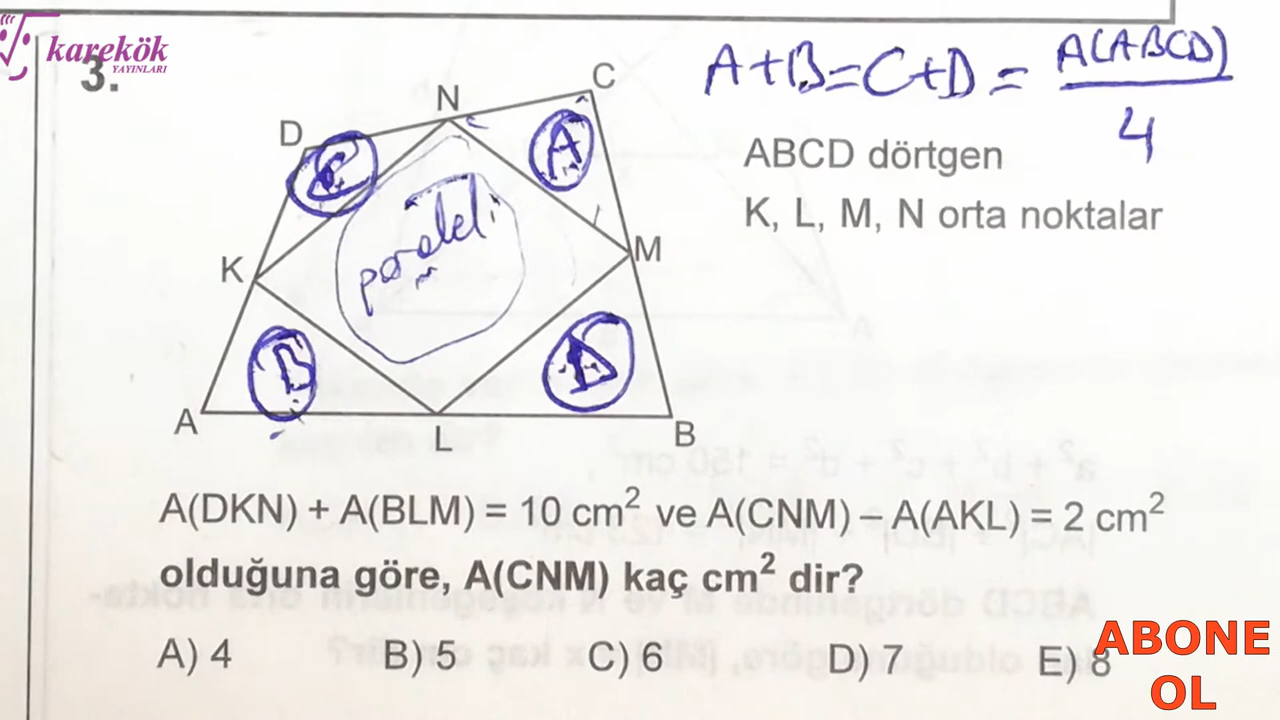 karekök
YAYINLARI
3.
A+B=C+D= A(ABCD)
4
ABCD dörtgen
K, L, M, N orta noktalar
N
C
D
C
A
paralel
K
M
B
D
A
L
B
A(DKN) + A(BLM) = 10 cm² ve A(CNM) – A(AKL) = 2 cm²
olduğuna göre, A(CNM) kaç cm² dir?
A) 4 B) 5 C) 6 D) 7 E) 8
ABONE
OL